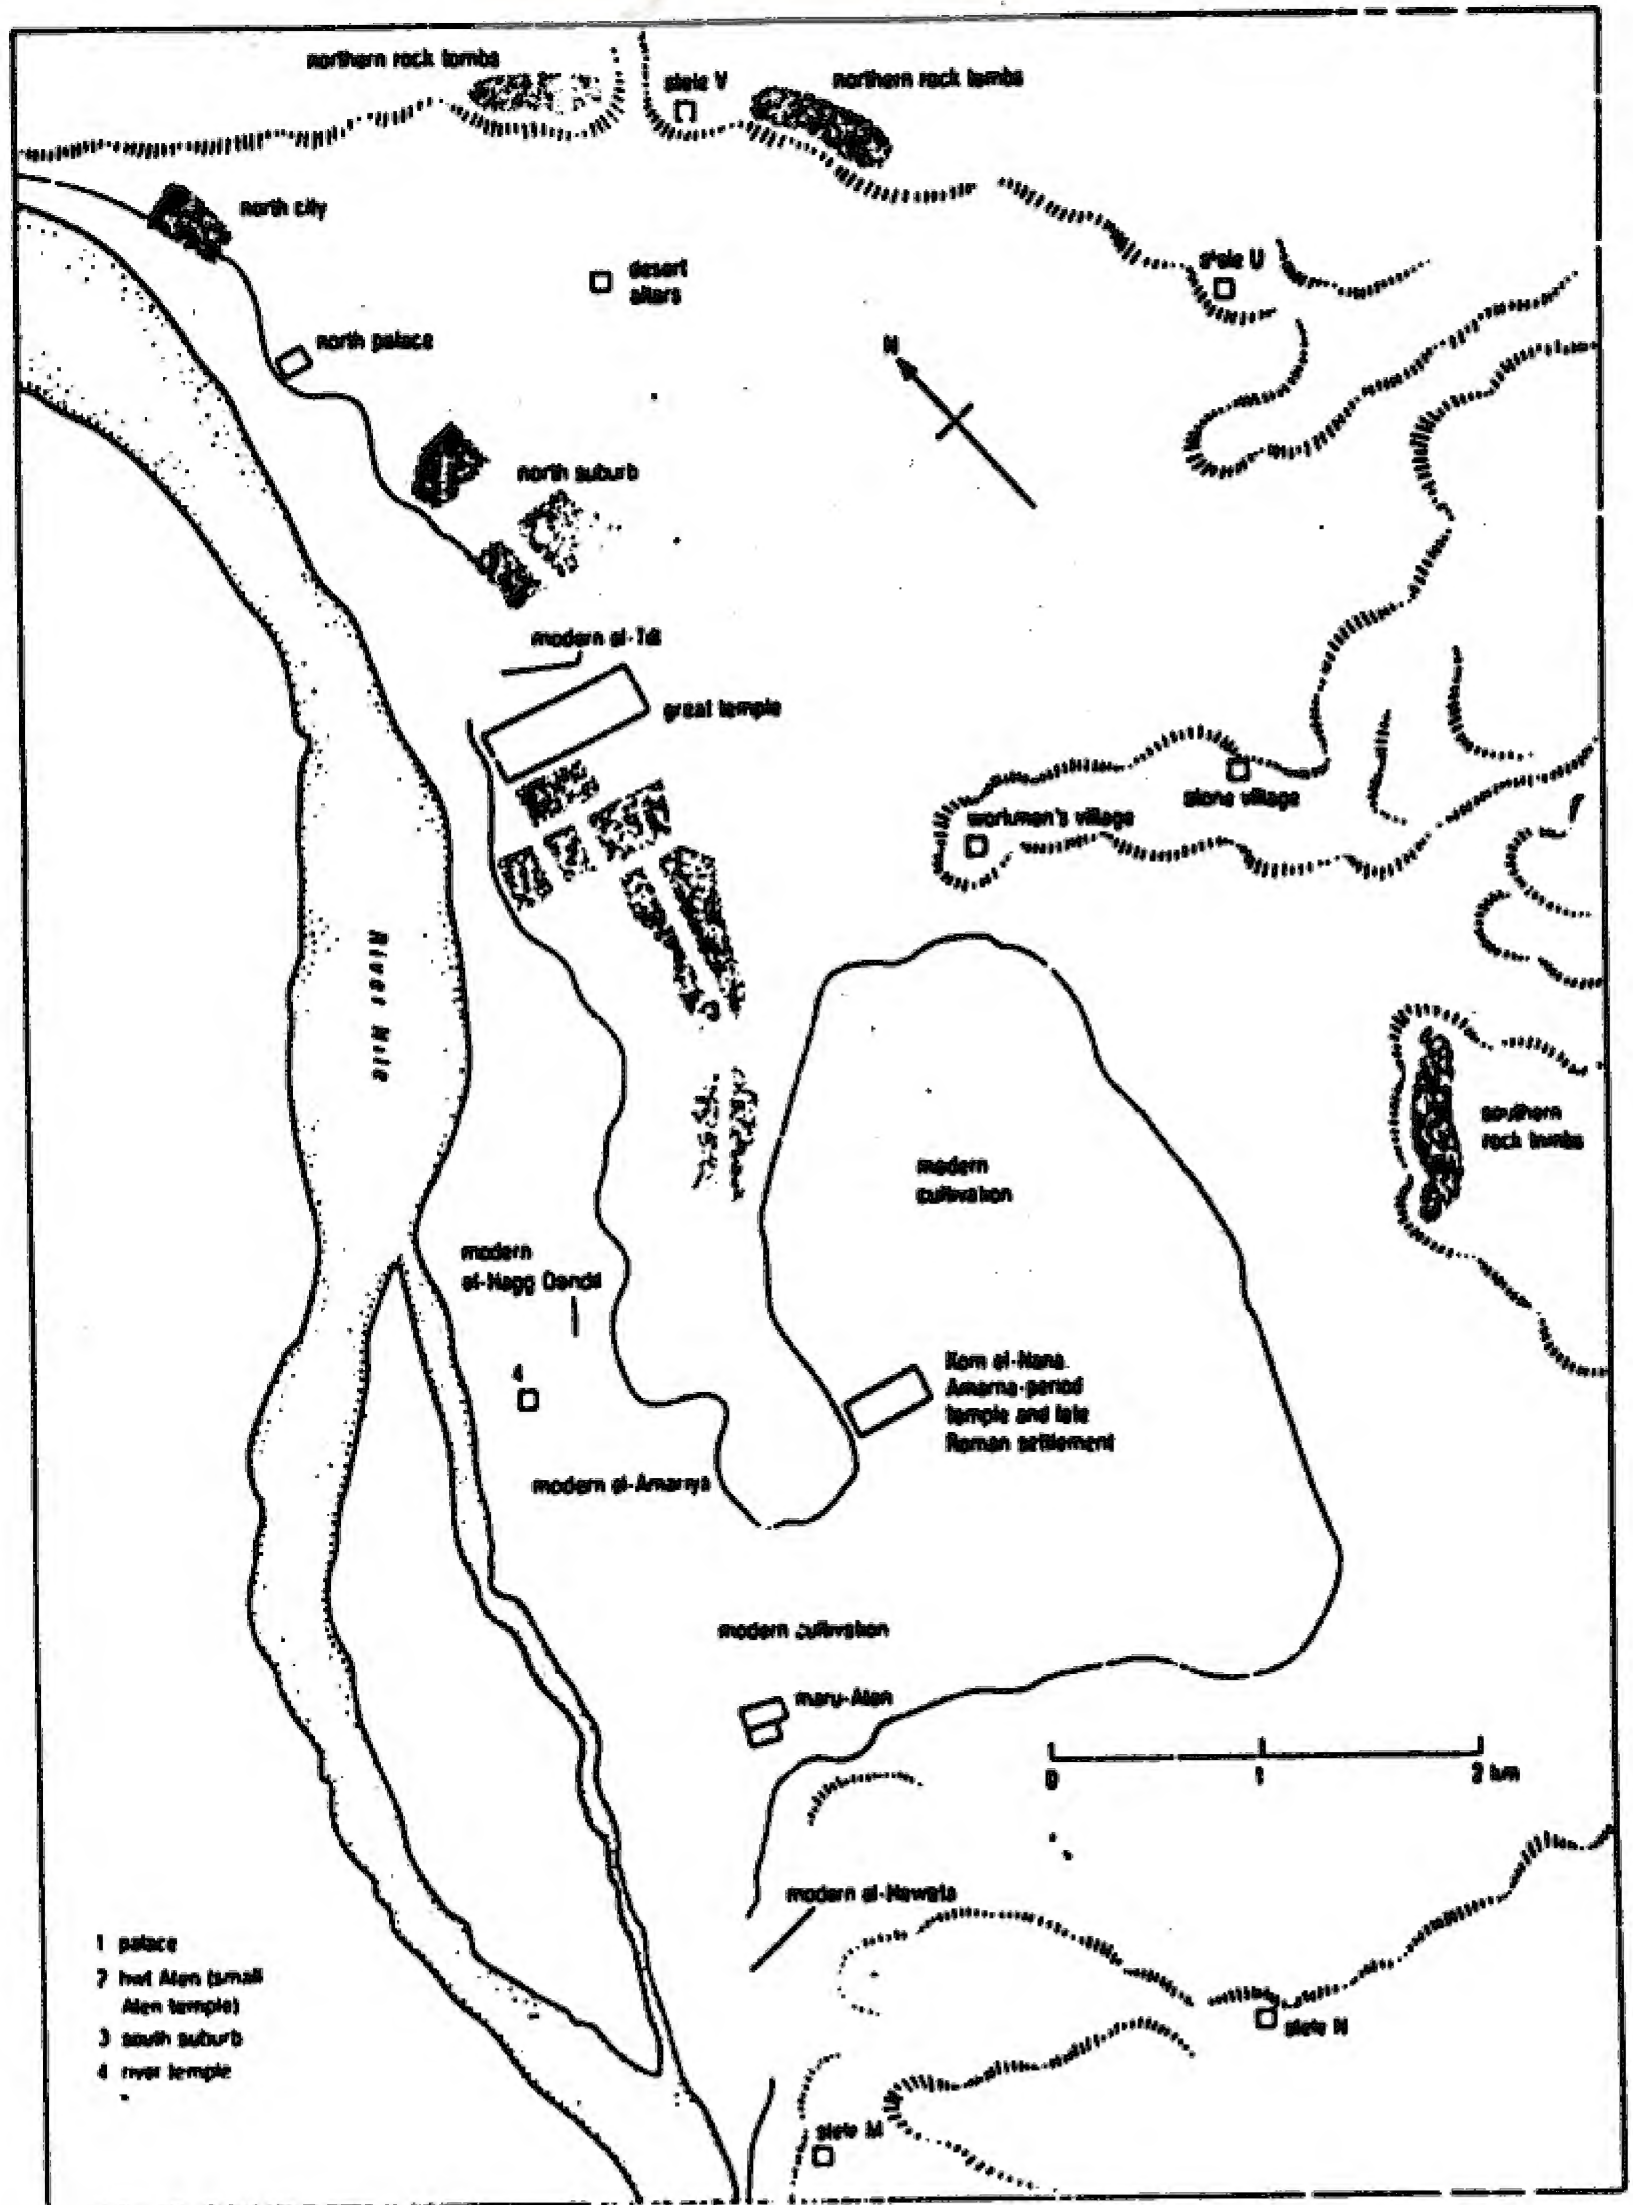 northern rock tombs
stele V
northern rock tombs
north city
desert
altars
stele U
north palace
N
north suburb
modern el-Till
great temple
stone village
workmen's village
River Nile
southern
rock tombs
modern
cultivation
modern
el-Hagg Qandil
4
Kom el-Nana
Amarna-period
temple and late
Roman settlement
modern el-Amariya
modern cultivation
maru-Aten
0 1 2 km
modern el-Hawata
1 palace
2 hwt Aten (small
Aten temple)
3 south suburb
4 river temple
stele N
stele M